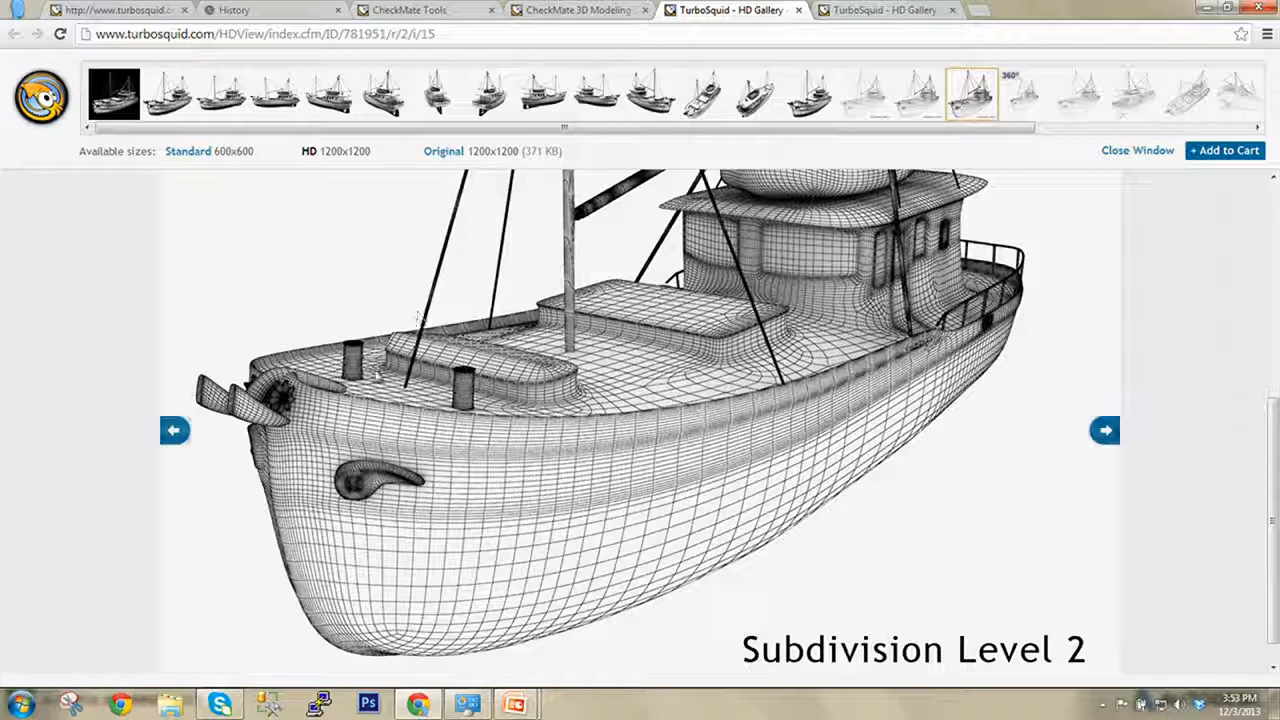 http://www.turbosquid.c
History
CheckMate Tools
CheckMate 3D Modeling
TurboSquid - HD Gallery -
TurboSquid - HD Gallery
www.turbosquid.com/HDView/index.cfm/ID/781951/r/2/i/15
360°
Available sizes: Standard 600x600 HD 1200x1200 Original 1200x1200 (371 KB)
Close Window + Add to Cart
Subdivision Level 2
Ps
3:53 PM
12/3/2013